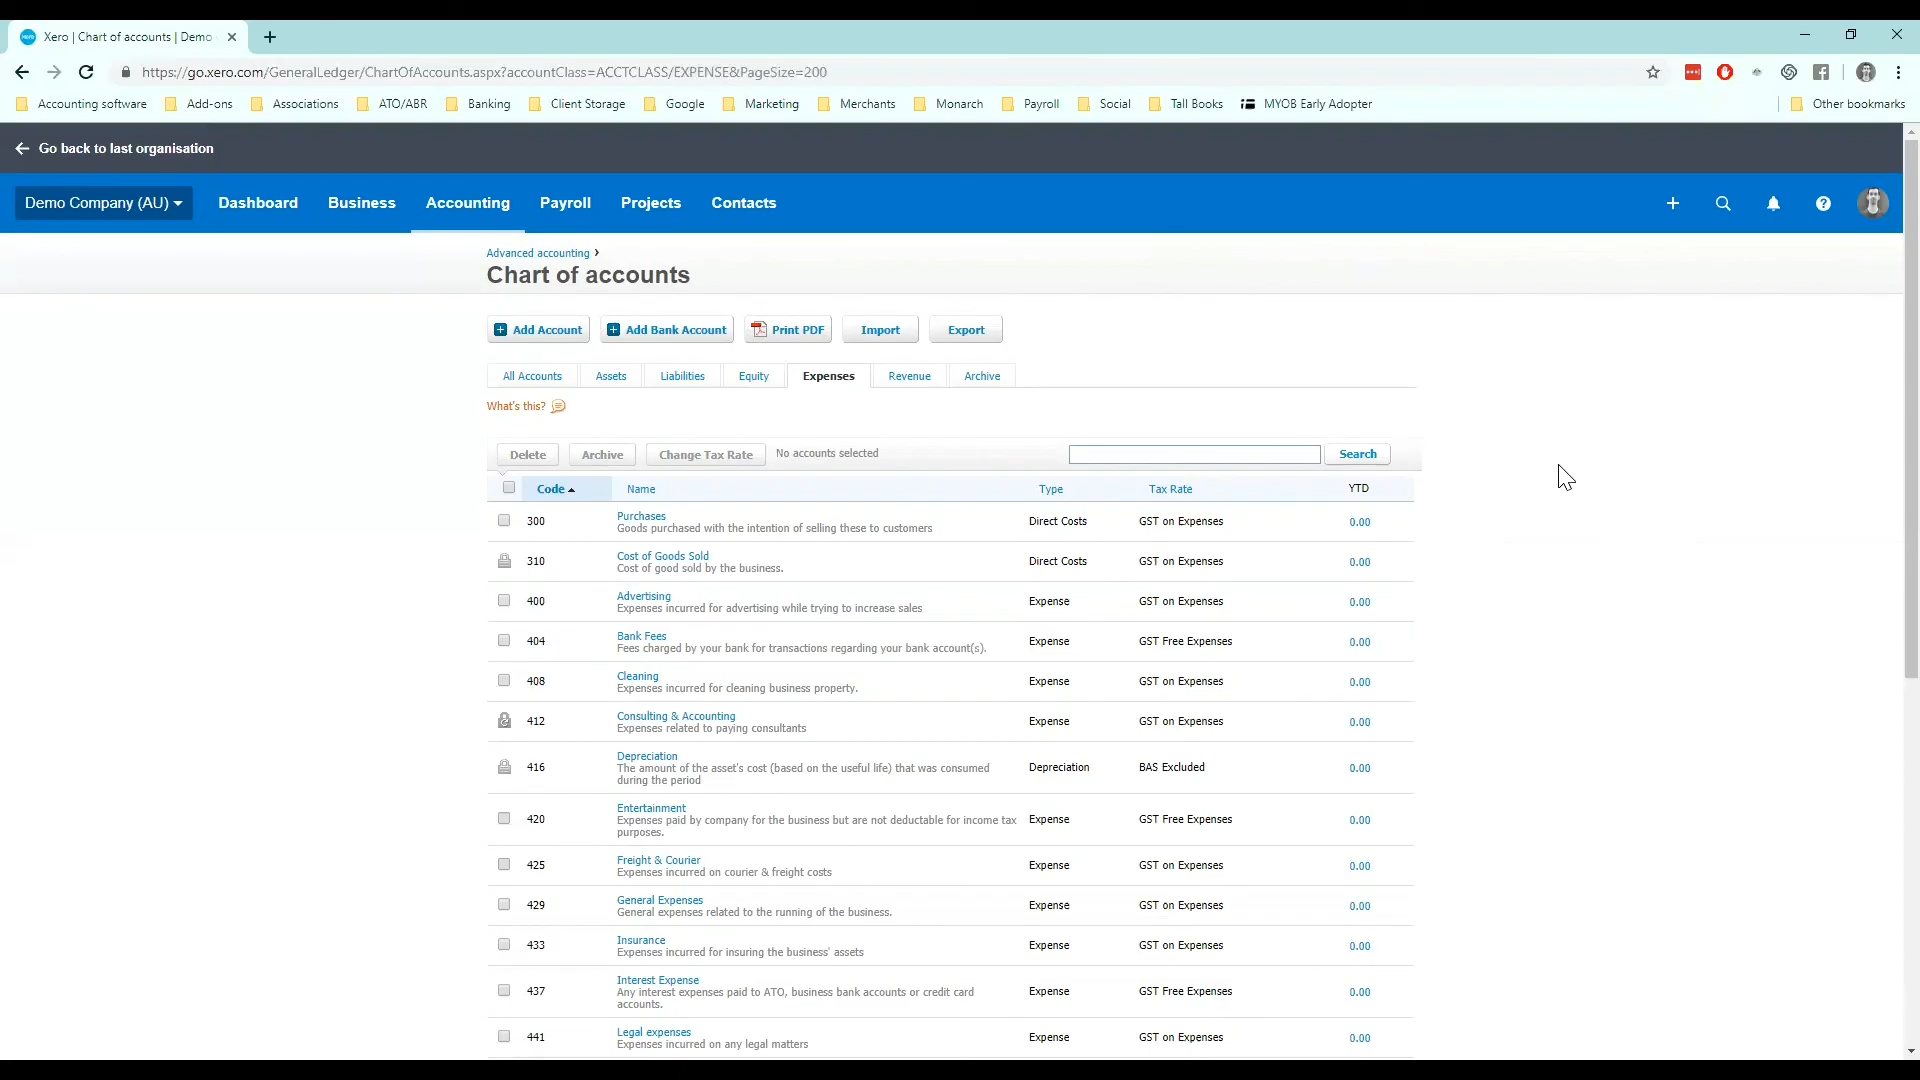 Xero | Chart of accounts | Demo
https://go.xero.com/GeneralLedger/ChartOfAccounts.aspx?accountClass=ACCTCLASS/EXPENSE&PageSize=200
Accounting software Add-ons Associations ATO/ABR Banking Client Storage Google Marketing Merchants Monarch Payroll Social Tall Books MYOB Early Adopter Other bookmarks
Go back to last organisation
Demo Company (AU) Dashboard Business Accounting Payroll Projects Contacts
Advanced accounting ›
Chart of accounts
Add Account Add Bank Account Print PDF Import Export
All Accounts Assets Liabilities Equity Expenses Revenue Archive
What's this?
Delete Archive Change Tax Rate No accounts selected Search
Code Name Type Tax Rate YTD
300 Purchases Direct Costs GST on Expenses 0.00
Goods purchased with the intention of selling these to customers
310 Cost of Goods Sold Direct Costs GST on Expenses 0.00
Cost of good sold by the business.
400 Advertising Expense GST on Expenses 0.00
Expenses incurred for advertising while trying to increase sales
404 Bank Fees Expense GST Free Expenses 0.00
Fees charged by your bank for transactions regarding your bank account(s).
408 Cleaning Expense GST on Expenses 0.00
Expenses incurred for cleaning business property.
412 Consulting & Accounting Expense GST on Expenses 0.00
Expenses related to paying consultants
416 Depreciation Depreciation BAS Excluded 0.00
The amount of the asset's cost (based on the useful life) that was consumed
during the period
420 Entertainment Expense GST Free Expenses 0.00
Expenses paid by company for the business but are not deductable for income tax
purposes.
425 Freight & Courier Expense GST on Expenses 0.00
Expenses incurred on courier & freight costs
429 General Expenses Expense GST on Expenses 0.00
General expenses related to the running of the business.
433 Insurance Expense GST on Expenses 0.00
Expenses incurred for insuring the business' assets
437 Interest Expense Expense GST Free Expenses 0.00
Any interest expenses paid to ATO, business bank accounts or credit card
accounts.
441 Legal expenses Expense GST on Expenses 0.00
Expenses incurred on any legal matters